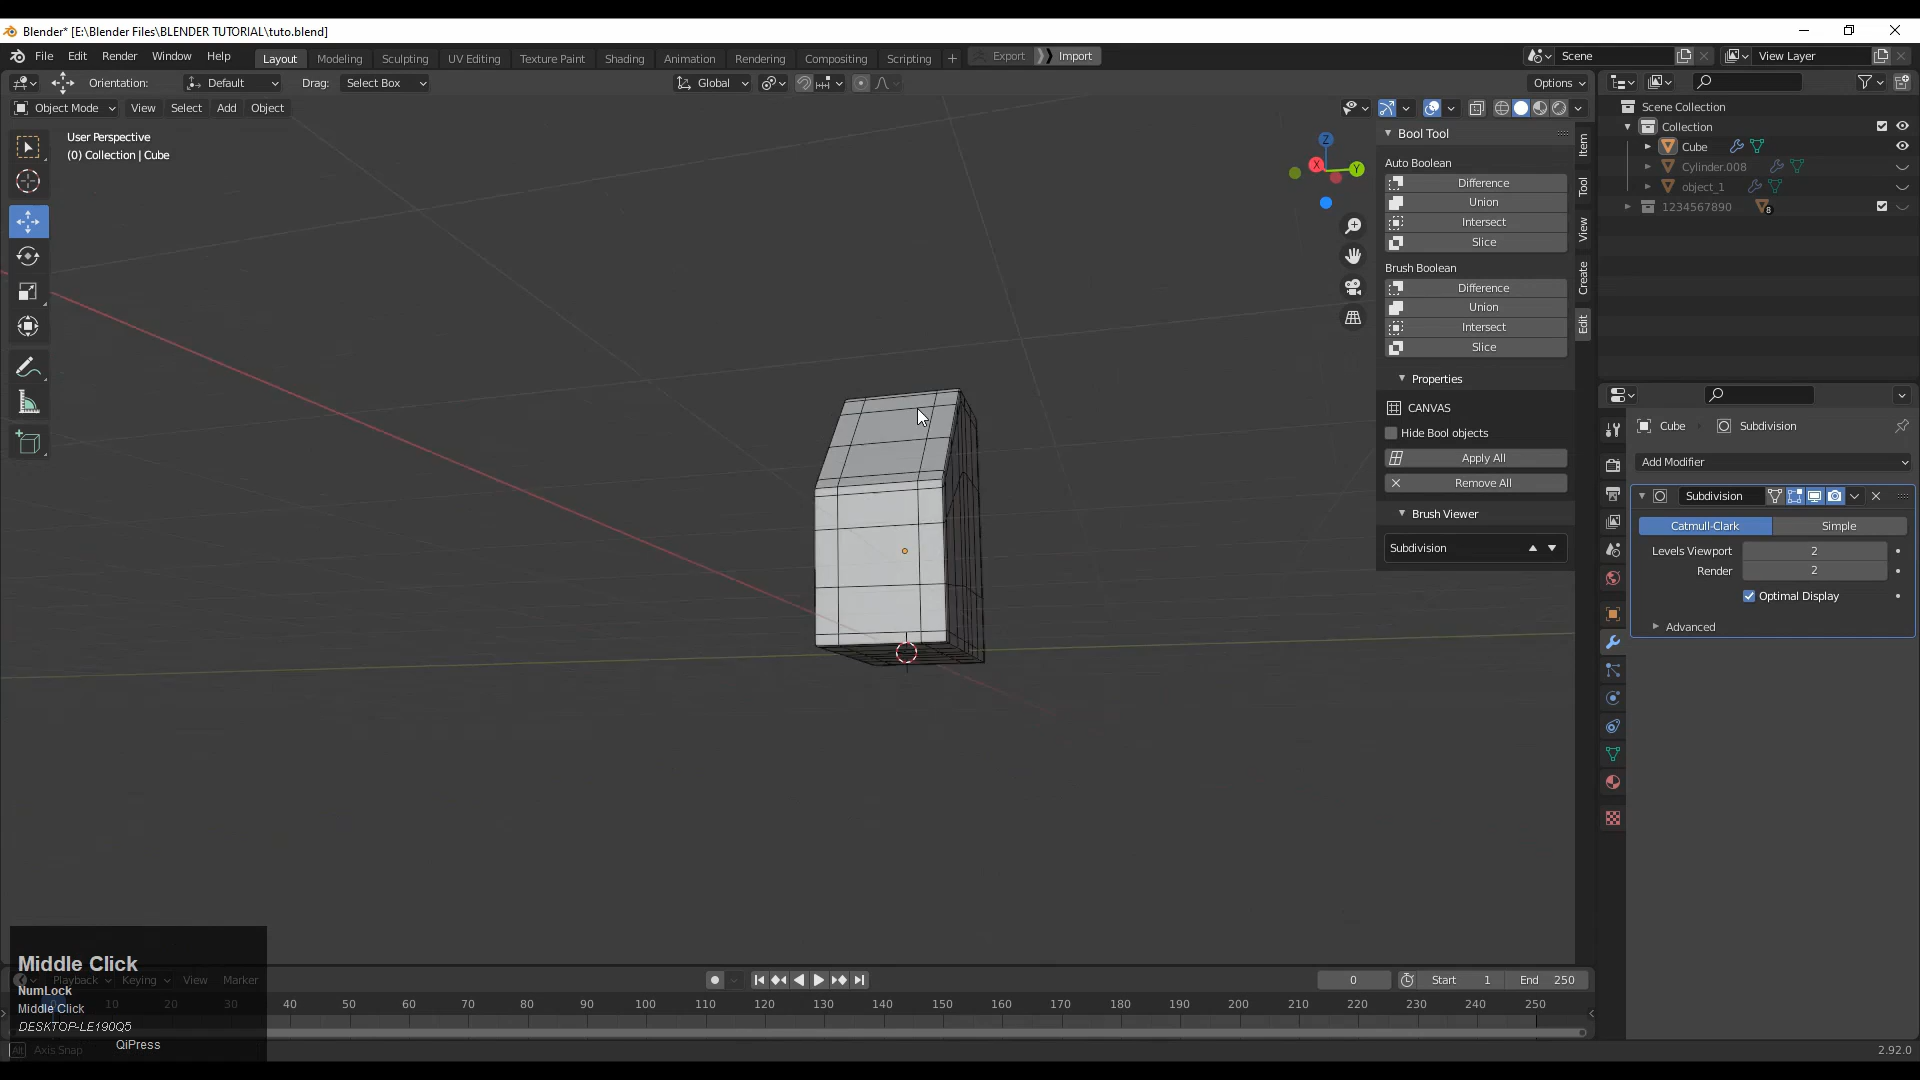 Blender* [E:\Blender Files\BLENDER TUTORIAL\tuto.blend]
File Edit Render Window Help Layout Modeling Sculpting UV Editing Texture Paint Shading Animation Rendering Compositing Scripting + Export Import Scene View Layer
Orientation: Default Drag: Select Box Global Options
Object Mode View Select Add Object
User Perspective
(0) Collection | Cube
X Y Z
Bool Tool
Auto Boolean
Difference
Union
Intersect
Slice
Brush Boolean
Difference
Union
Intersect
Slice
Properties
CANVAS
Hide Bool objects
Apply All
Remove All
Brush Viewer
Subdivision
Item
Tool
View
Create
Edit
Scene Collection
Collection
Cube
Cylinder.008
object_1
1234567890 8
Cube Subdivision
Add Modifier
Subdivision
Catmull-Clark Simple
Levels Viewport 2
Render 2
Optimal Display
Advanced
Middle Click
NumLock
Middle Click
DESKTOP-LE190Q5
QiPress
Playback Keying View Marker
0 Start 1 End 250
0 10 20 30 40 50 60 70 80 90 100 110 120 130 140 150 160 170 180 190 200 210 220 230 240 250
Alt Axis Snap
2.92.0